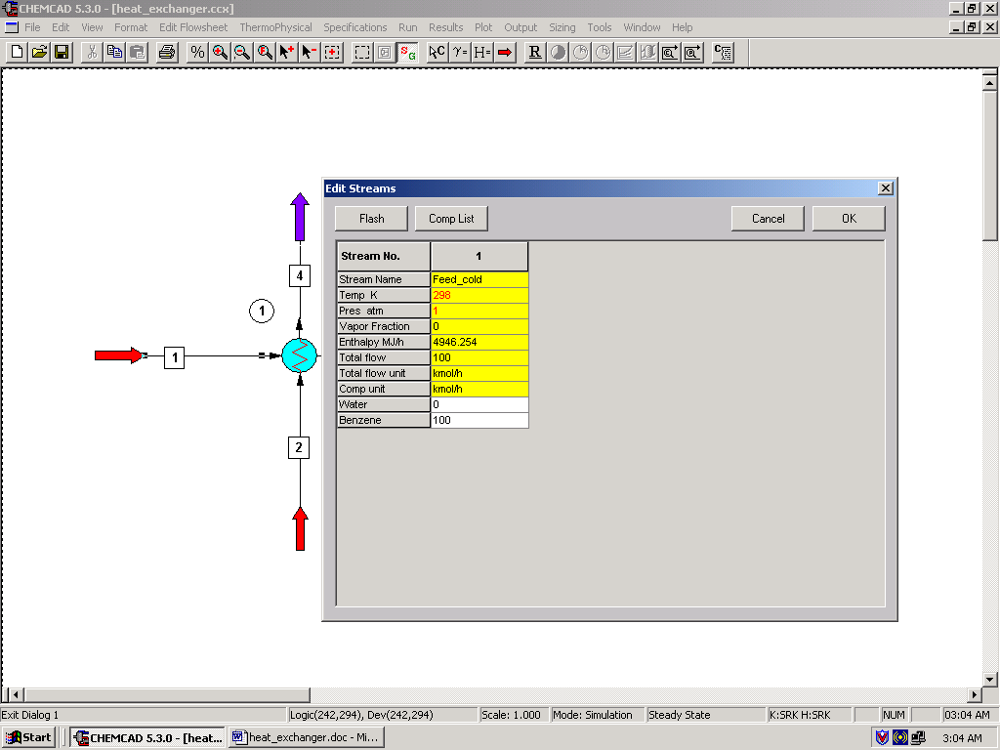 CHEMCAD 5.3.0 - [heat_exchanger.ccx]
File Edit View Format Edit Flowsheet ThermoPhysical Specifications Run Results Plot Output Sizing Tools Window Help
% S G C γ= H= R C
Edit Streams
Flash Comp List Cancel OK
Stream No. 1
Stream Name Feed_cold
Temp K 298
Pres atm 1
Vapor Fraction 0
Enthalpy MJ/h 4946.254
Total flow 100
Total flow unit kmol/h
Comp unit kmol/h
Water 0
Benzene 100
4
1
1
2
Exit Dialog 1 Logic(242,294), Dev(242,294) Scale: 1.000 Mode: Simulation Steady State K:SRK H:SRK NUM 03:04 AM
Start CHEMCAD 5.3.0 - [heat... heat_exchanger.doc - Mi... 3:04 AM